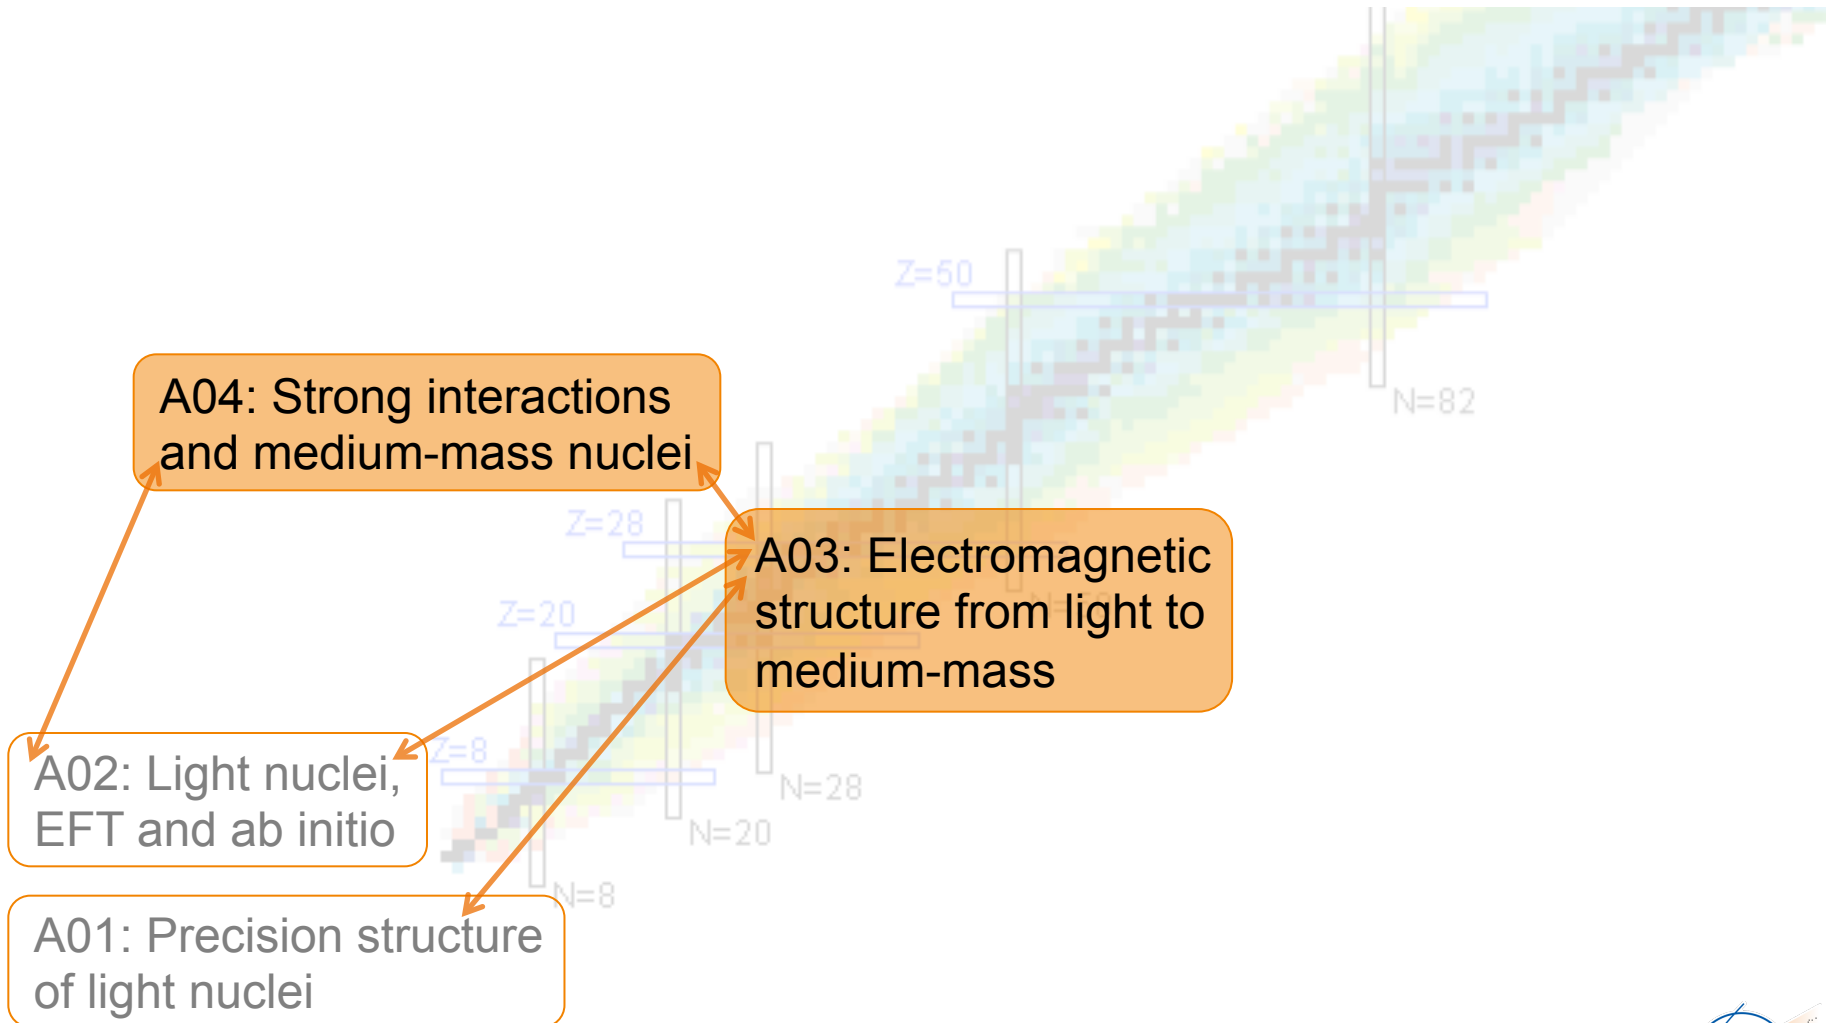 Z=50
N=82
A04: Strong interactions
and medium-mass nuclei
Z=28
A03: Electromagnetic
structure from light to
medium-mass
Z=20
Z=8
A02: Light nuclei,
EFT and ab initio
N=28
N=20
N=8
A01: Precision structure
of light nuclei